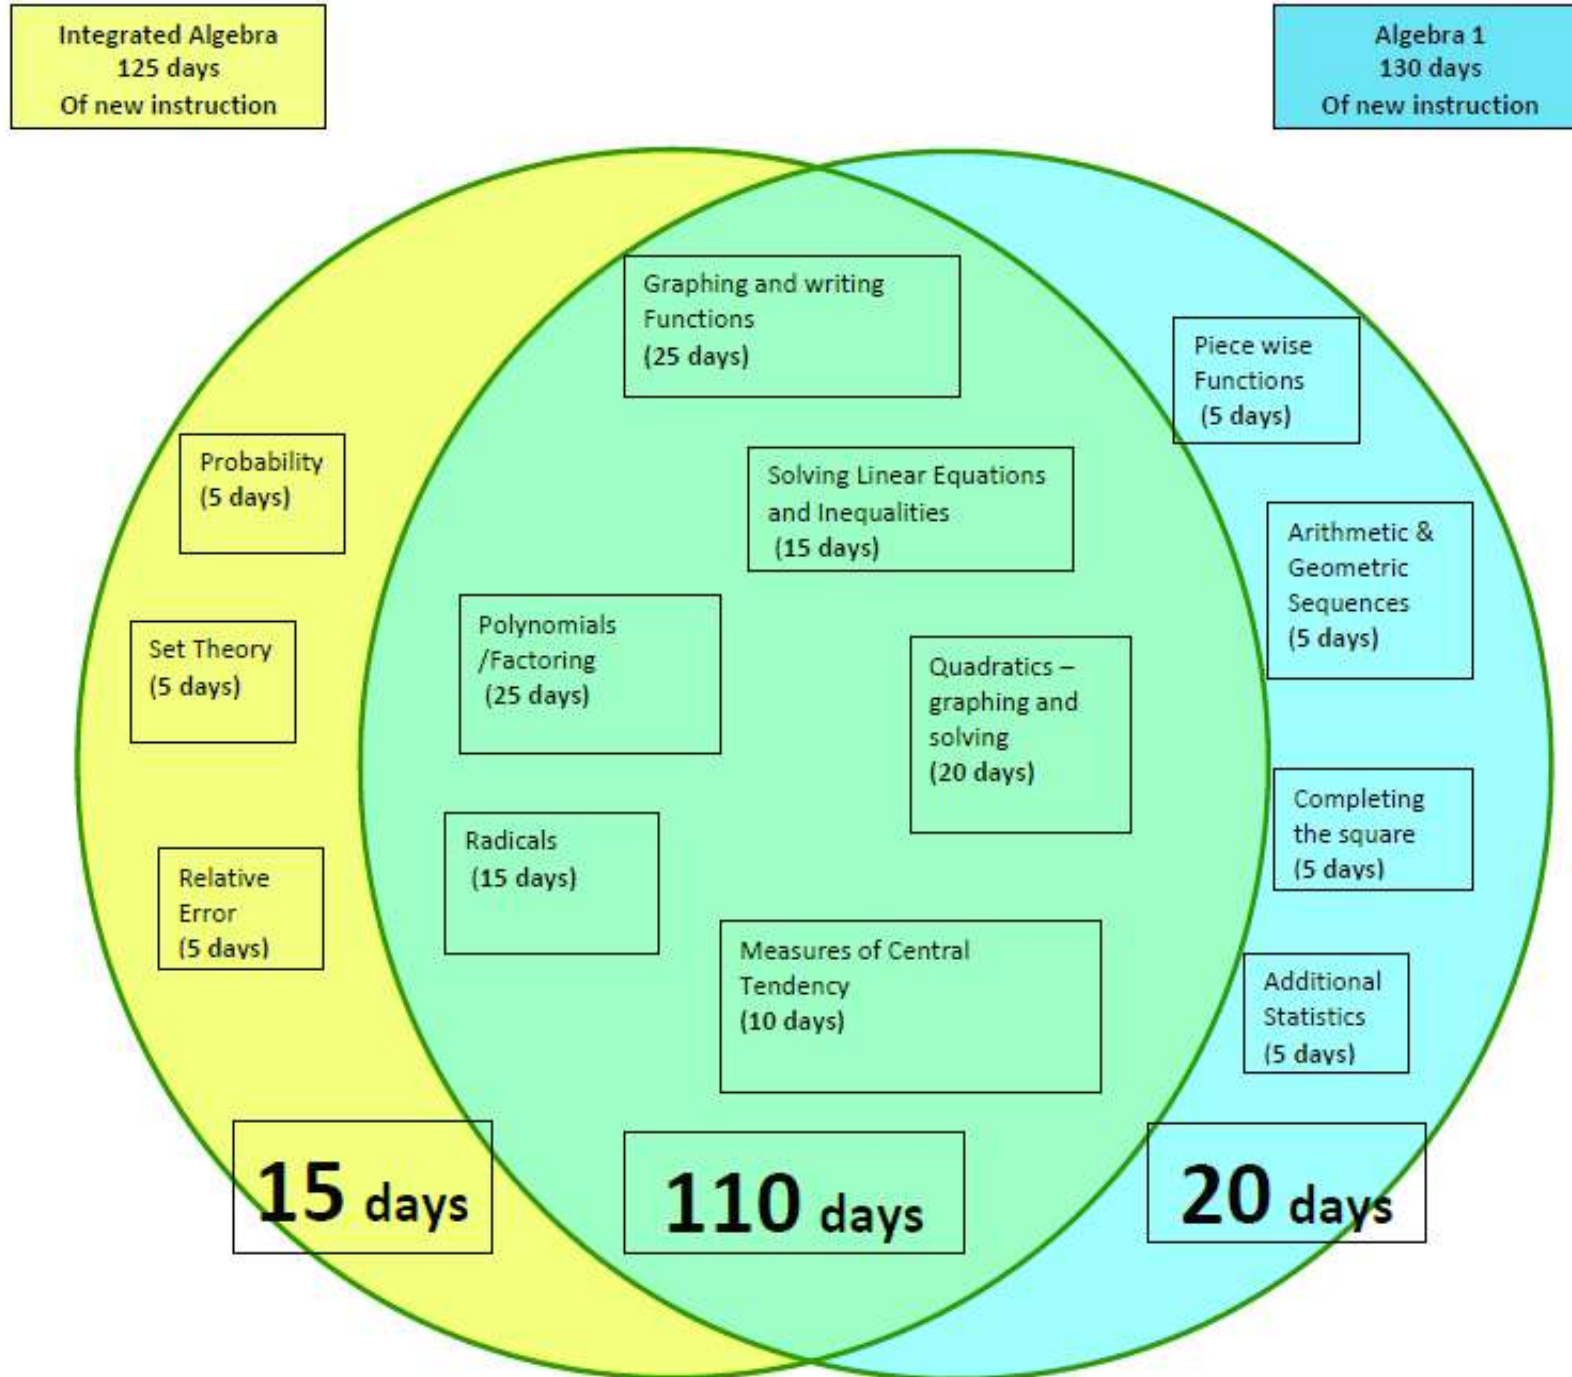 Integrated Algebra
125 days
Of new instruction
Algebra 1
130 days
Of new instruction
Graphing and writing
Functions
(25 days)
Piece wise
Functions
(5 days)
Probability
(5 days)
Solving Linear Equations
and Inequalities
(15 days)
Arithmetic &
Geometric
Sequences
(5 days)
Set Theory
(5 days)
Polynomials
/Factoring
(25 days)
Quadratics –
graphing and
solving
(20 days)
Completing
the square
(5 days)
Radicals
(15 days)
Relative
Error
(5 days)
Measures of Central
Tendency
(10 days)
Additional
Statistics
(5 days)
15 days
110 days
20 days